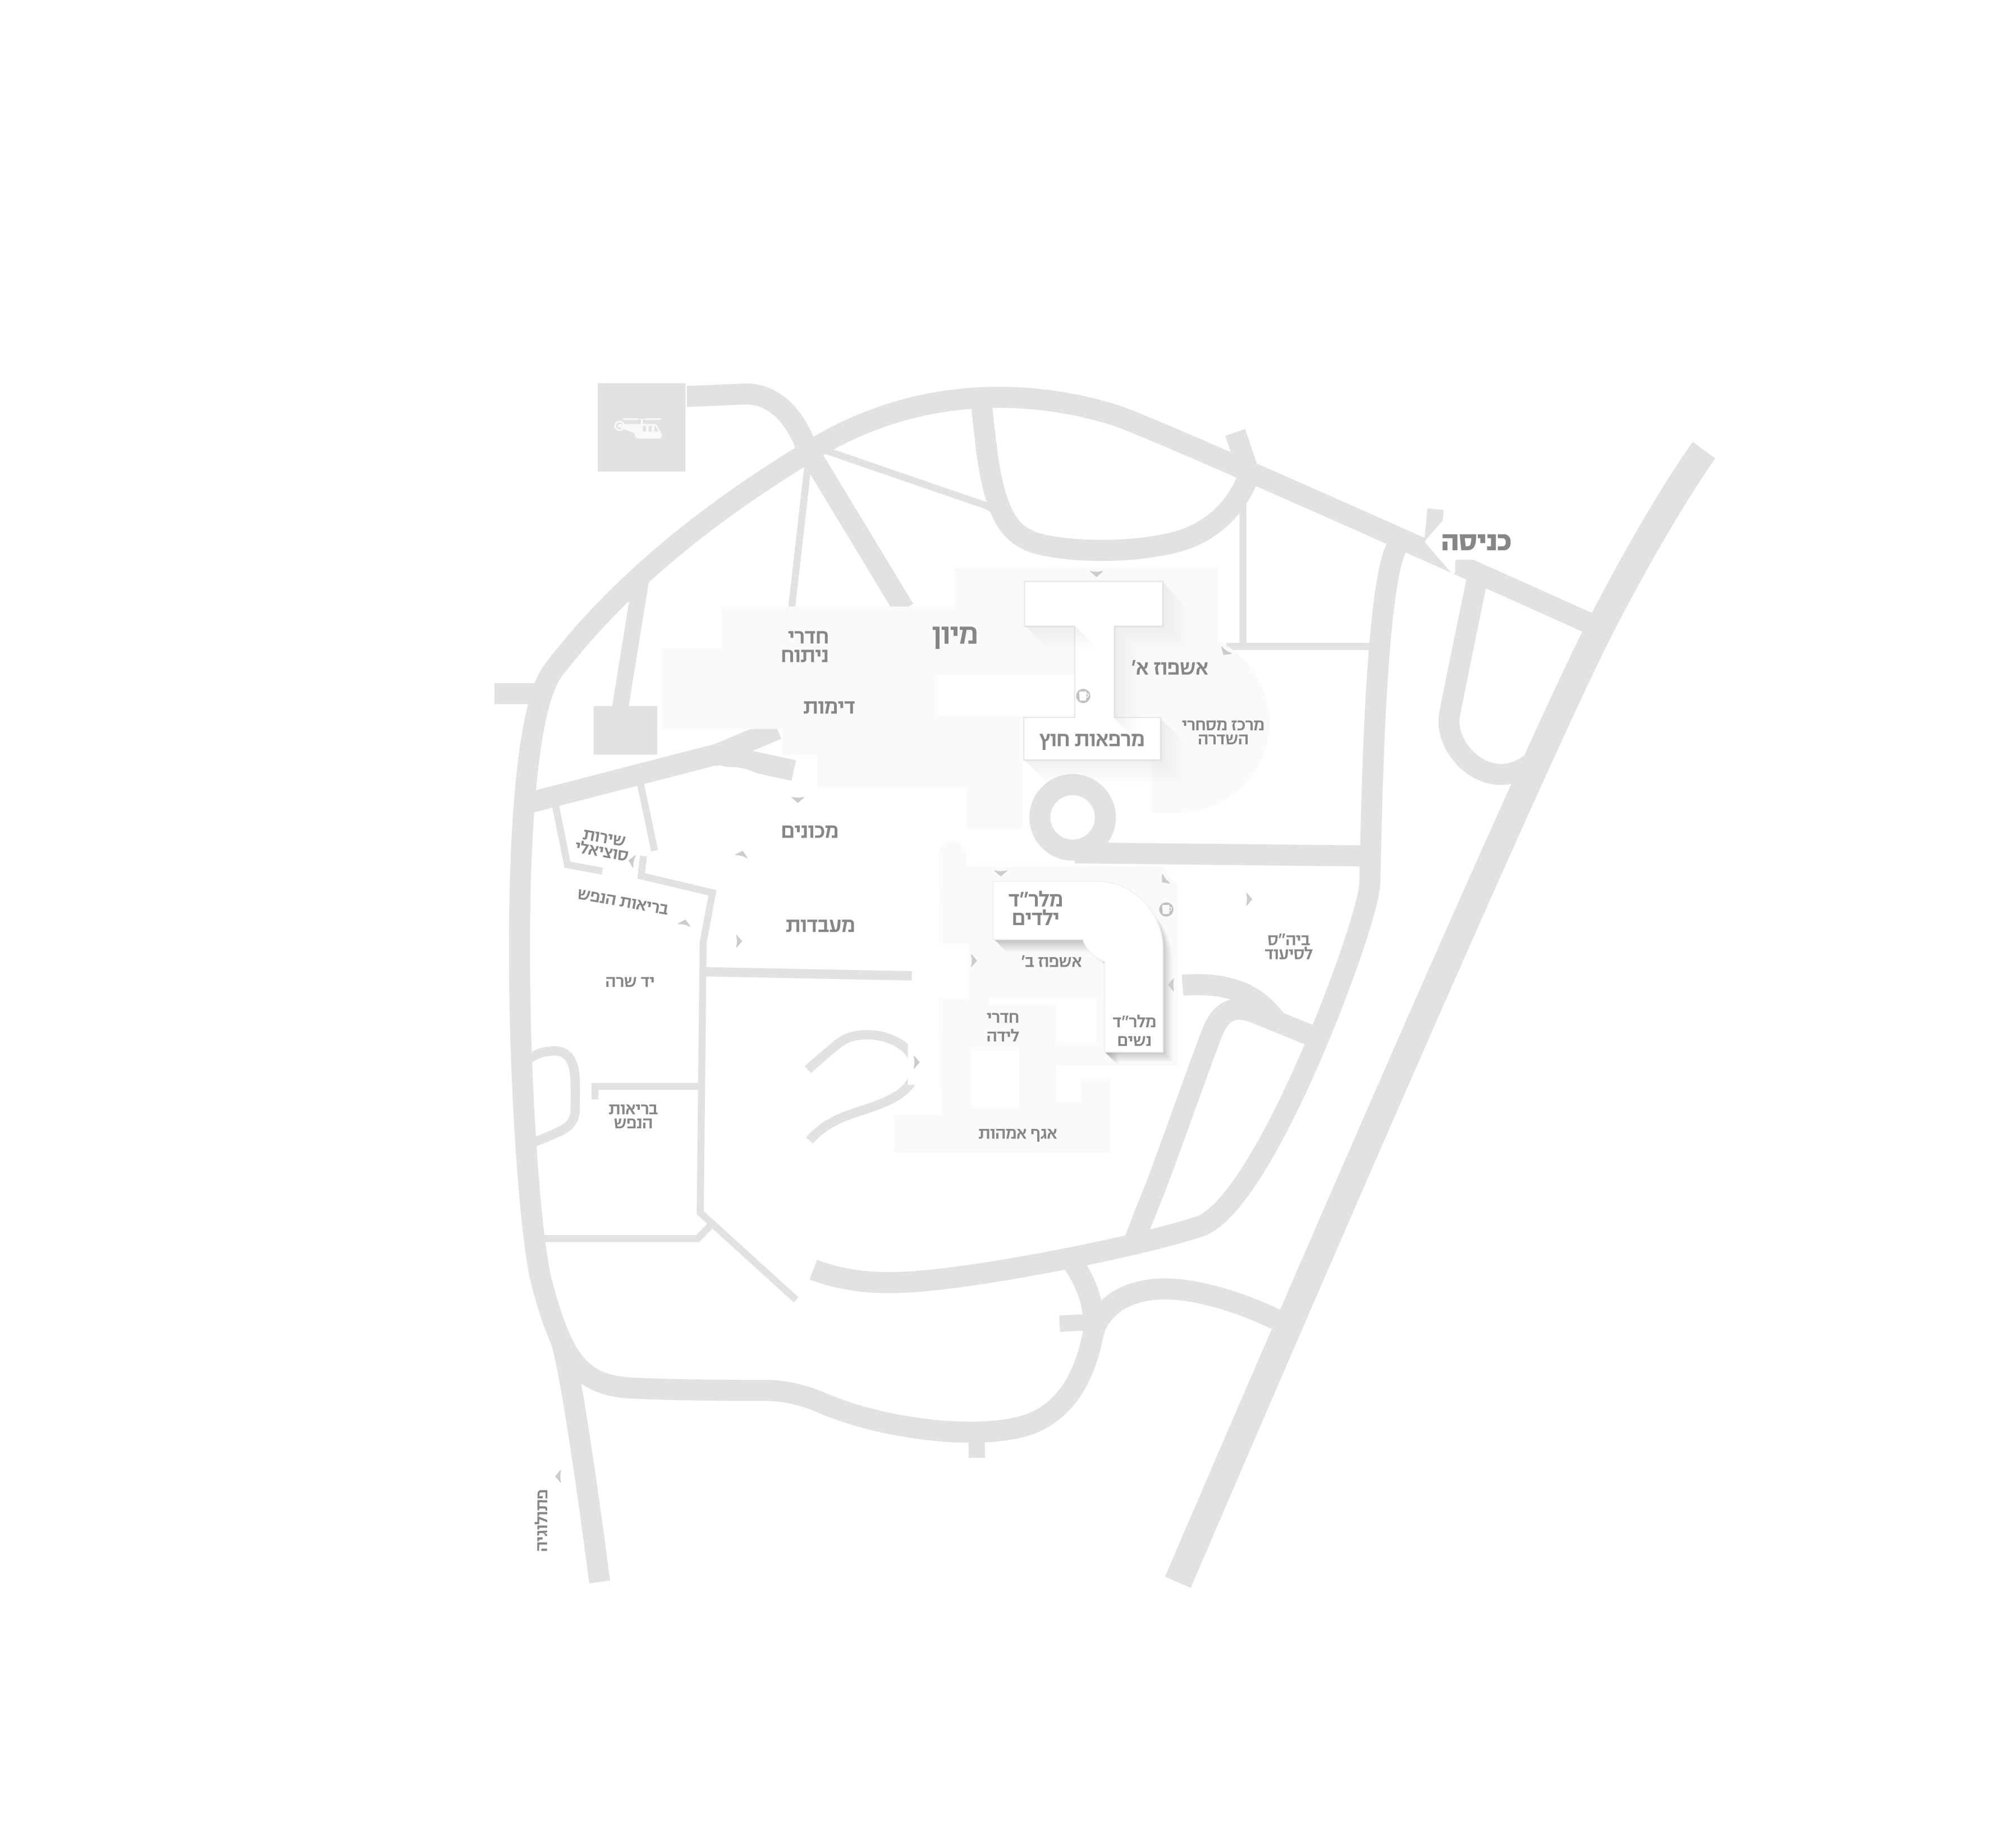 כניסה
חדרי
ניתוח
מיון
דימות
אשפוז א'
מרכז מסחרי
השדרה
מרפאות חוץ
מכונים
שירות
סוציאלי
בריאות הנפש
מעבדות
מלר"ד
ילדים
אשפוז ב'
ביה"ס
לסיעוד
יד שרה
חדרי
לידה
מלר"ד
נשים
בריאות
הנפש
אגף אמהות
פתולוגיה